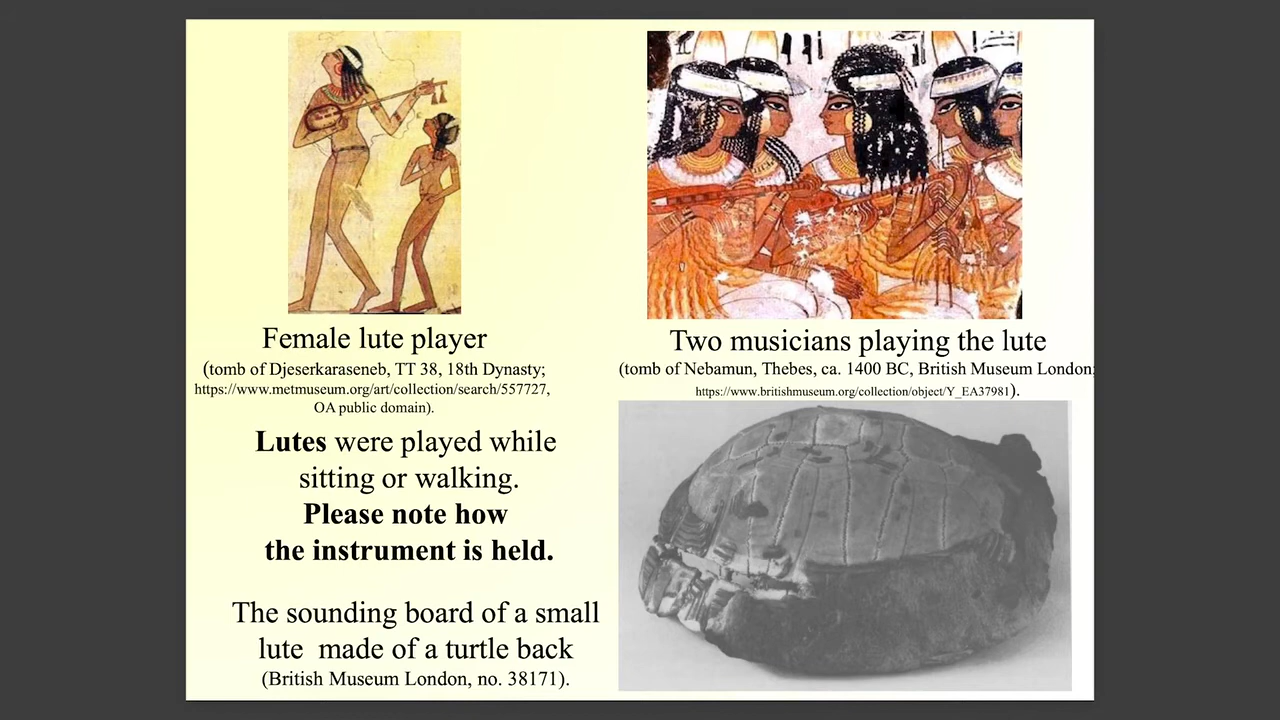 Female lute player
(tomb of Djeserkaraseneb, TT 38, 18th Dynasty;
https://www.metmuseum.org/art/collection/search/557727,
OA public domain).
Lutes were played while
sitting or walking.
Please note how
the instrument is held.
The sounding board of a small
lute made of a turtle back
(British Museum London, no. 38171).
Two musicians playing the lute
(tomb of Nebamun, Thebes, ca. 1400 BC, British Museum London;
https://www.britishmuseum.org/collection/object/Y_EA37981).